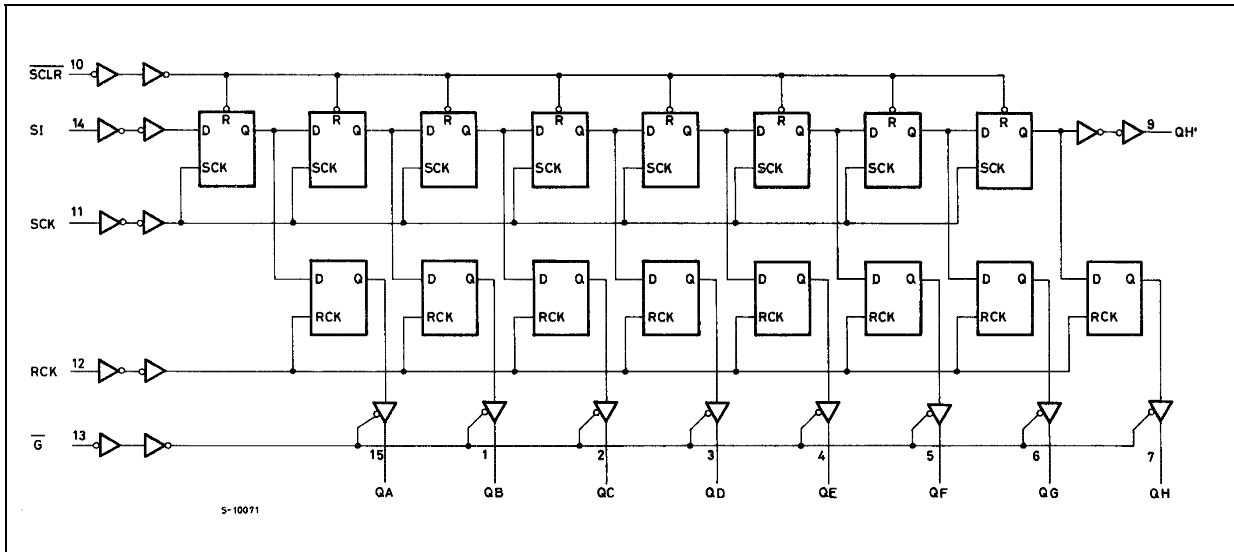 SCLR 10
R R R R R R R R
SI 14 D Q D Q D Q D Q D Q D Q D Q D Q 9 QH'
SCK SCK SCK SCK SCK SCK SCK SCK
SCK 11
D Q D Q D Q D Q D Q D Q D Q D Q
RCK RCK RCK RCK RCK RCK RCK RCK
RCK 12
G 13
15 1 2 3 4 5 6 7
QA QB QC QD QE QF QG QH
S-10071